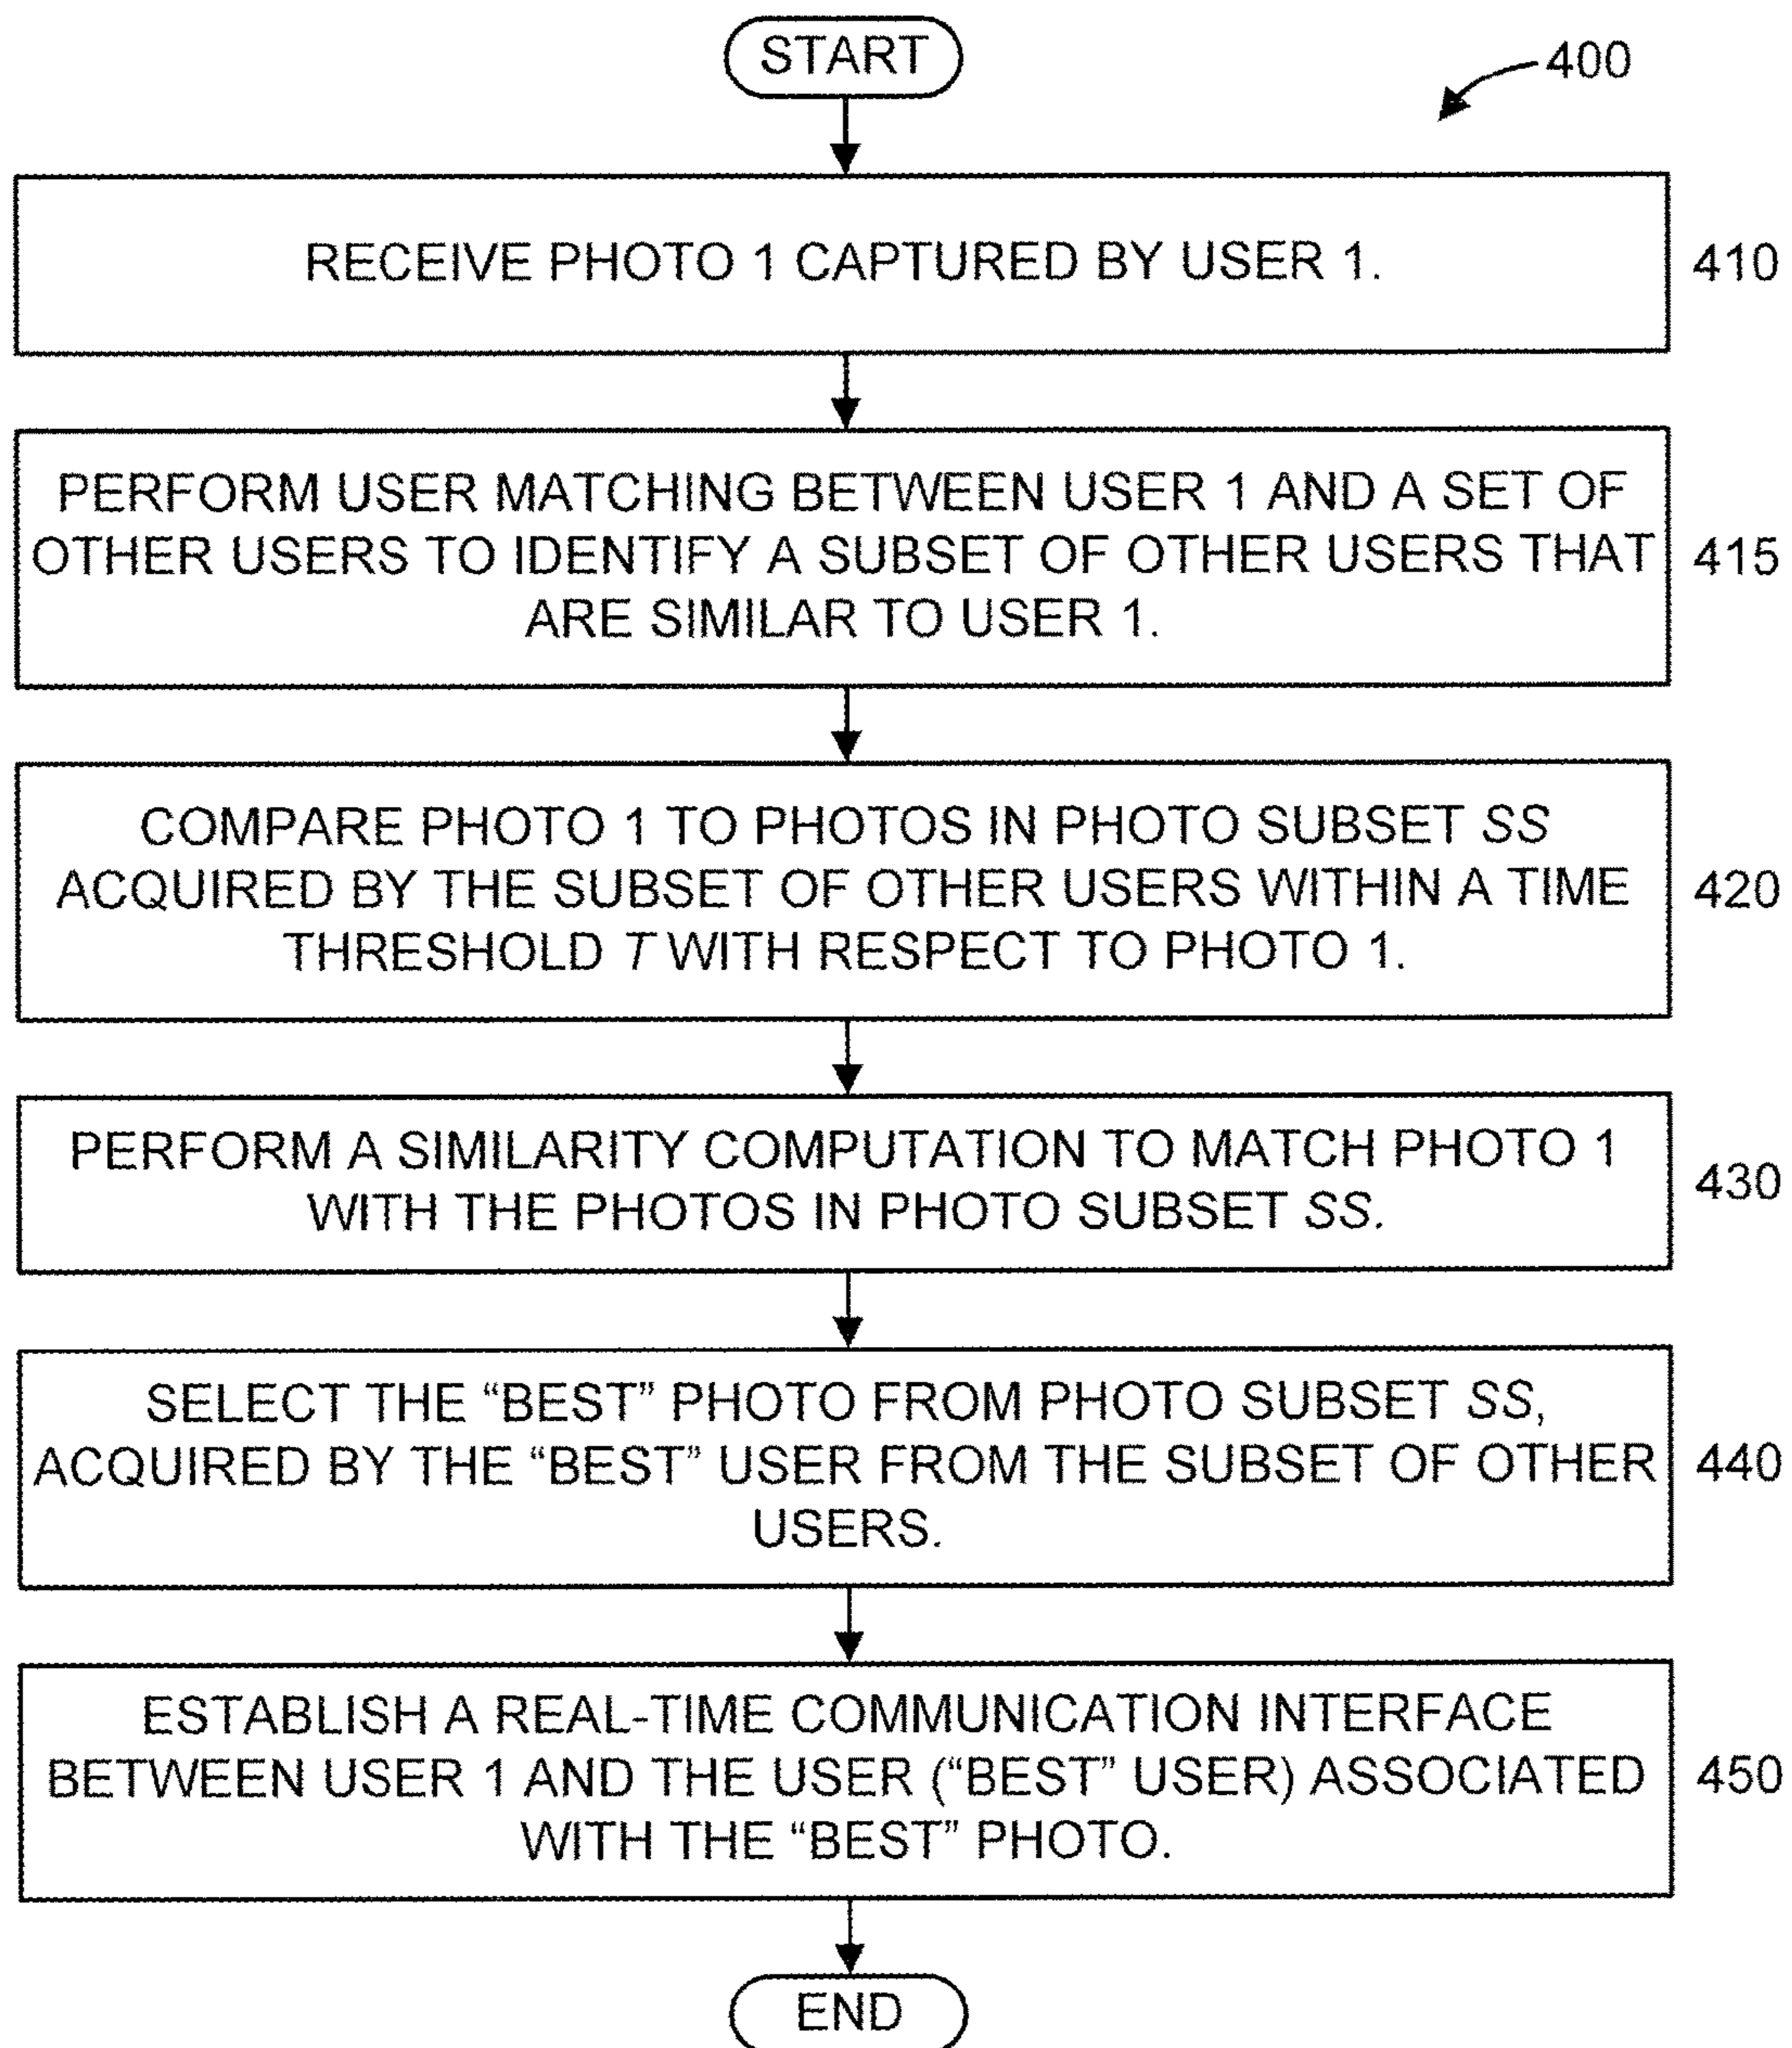 START
400
RECEIVE PHOTO 1 CAPTURED BY USER 1.
410
PERFORM USER MATCHING BETWEEN USER 1 AND A SET OF
OTHER USERS TO IDENTIFY A SUBSET OF OTHER USERS THAT
ARE SIMILAR TO USER 1.
415
COMPARE PHOTO 1 TO PHOTOS IN PHOTO SUBSET SS
ACQUIRED BY THE SUBSET OF OTHER USERS WITHIN A TIME
THRESHOLD T WITH RESPECT TO PHOTO 1.
420
PERFORM A SIMILARITY COMPUTATION TO MATCH PHOTO 1
WITH THE PHOTOS IN PHOTO SUBSET SS.
430
SELECT THE “BEST” PHOTO FROM PHOTO SUBSET SS,
ACQUIRED BY THE “BEST” USER FROM THE SUBSET OF OTHER
USERS.
440
ESTABLISH A REAL-TIME COMMUNICATION INTERFACE
BETWEEN USER 1 AND THE USER (“BEST” USER) ASSOCIATED
WITH THE “BEST” PHOTO.
450
END